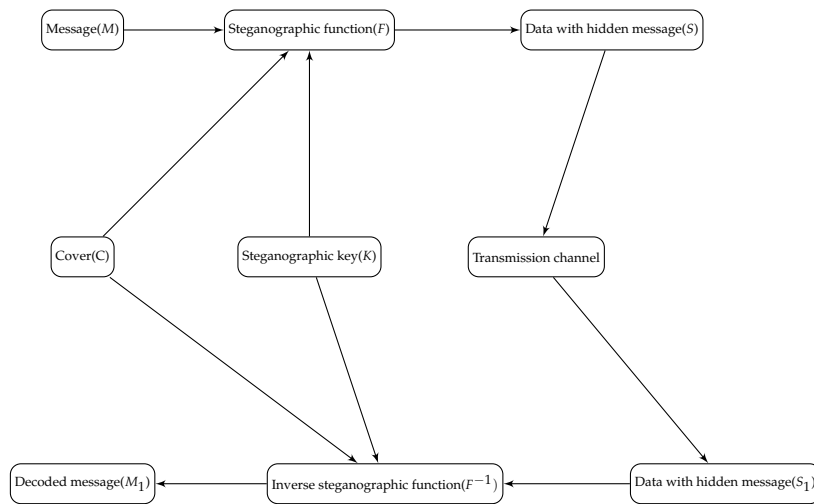 Message(M)
Steganographic function(F)
Data with hidden message(S)
Cover(C)
Steganographic key(K)
Transmission channel
Decoded message(M₁)
Inverse steganographic function(F⁻¹)
Data with hidden message(S₁)